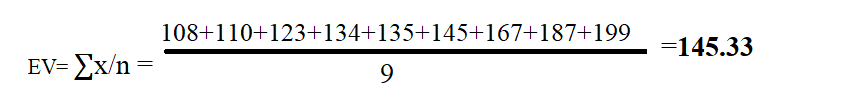 108+110+123+134+135+145+167+187+199
EV= ∑x/n = =145.33
9